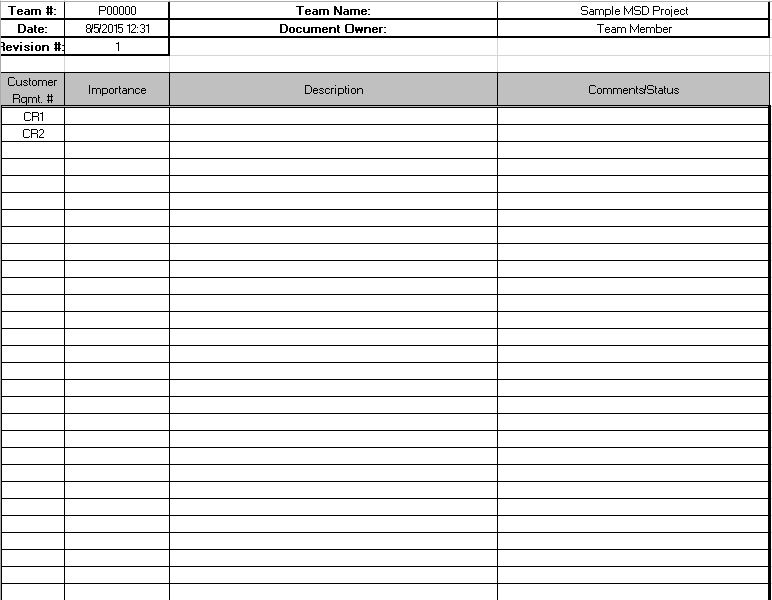 Team #: P00000 Team Name: Sample MSD Project
Date: 8/5/2015 12:31 Document Owner: Team Member
Revision #: 1
Customer Rqmt. # Importance Description Comments/Status
CR1
CR2